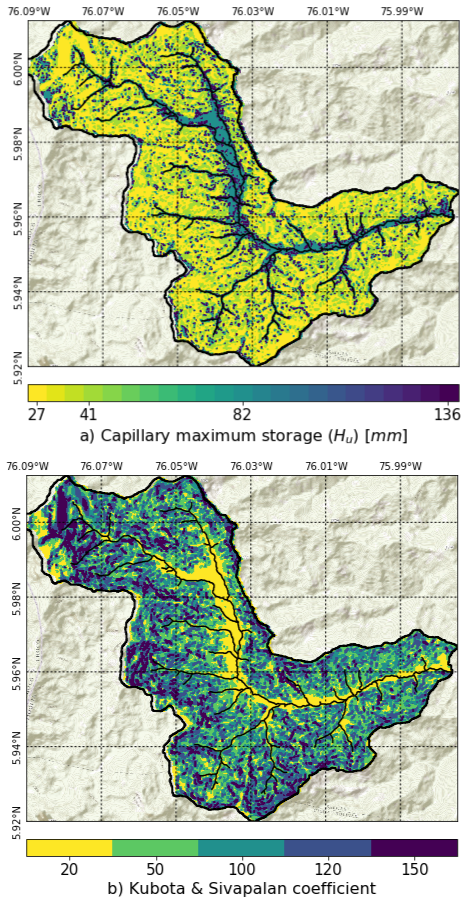 76.09°W 76.07°W 76.05°W 76.03°W 76.01°W 75.99°W
6.00°N
5.98°N
5.96°N
5.94°N
5.92°N
27 41 82 136
a) Capillary maximum storage (Hᵤ) [mm]
76.09°W 76.07°W 76.05°W 76.03°W 76.01°W 75.99°W
6.00°N
5.98°N
5.96°N
5.94°N
5.92°N
20 50 100 120 150
b) Kubota & Sivapalan coefficient